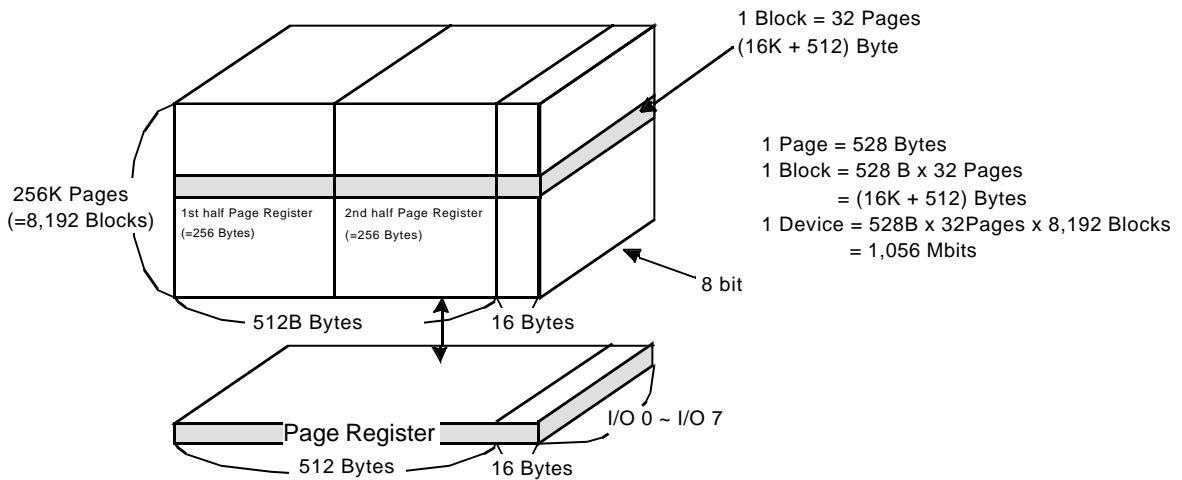 1 Block = 32 Pages
(16K + 512) Byte
1 Page = 528 Bytes
1 Block = 528 B x 32 Pages
= (16K + 512) Bytes
1 Device = 528B x 32Pages x 8,192 Blocks
= 1,056 Mbits
256K Pages
(=8,192 Blocks)
1st half Page Register
(=256 Bytes)
2nd half Page Register
(=256 Bytes)
8 bit
512B Bytes
16 Bytes
I/O 0 ~ I/O 7
Page Register
512 Bytes
16 Bytes